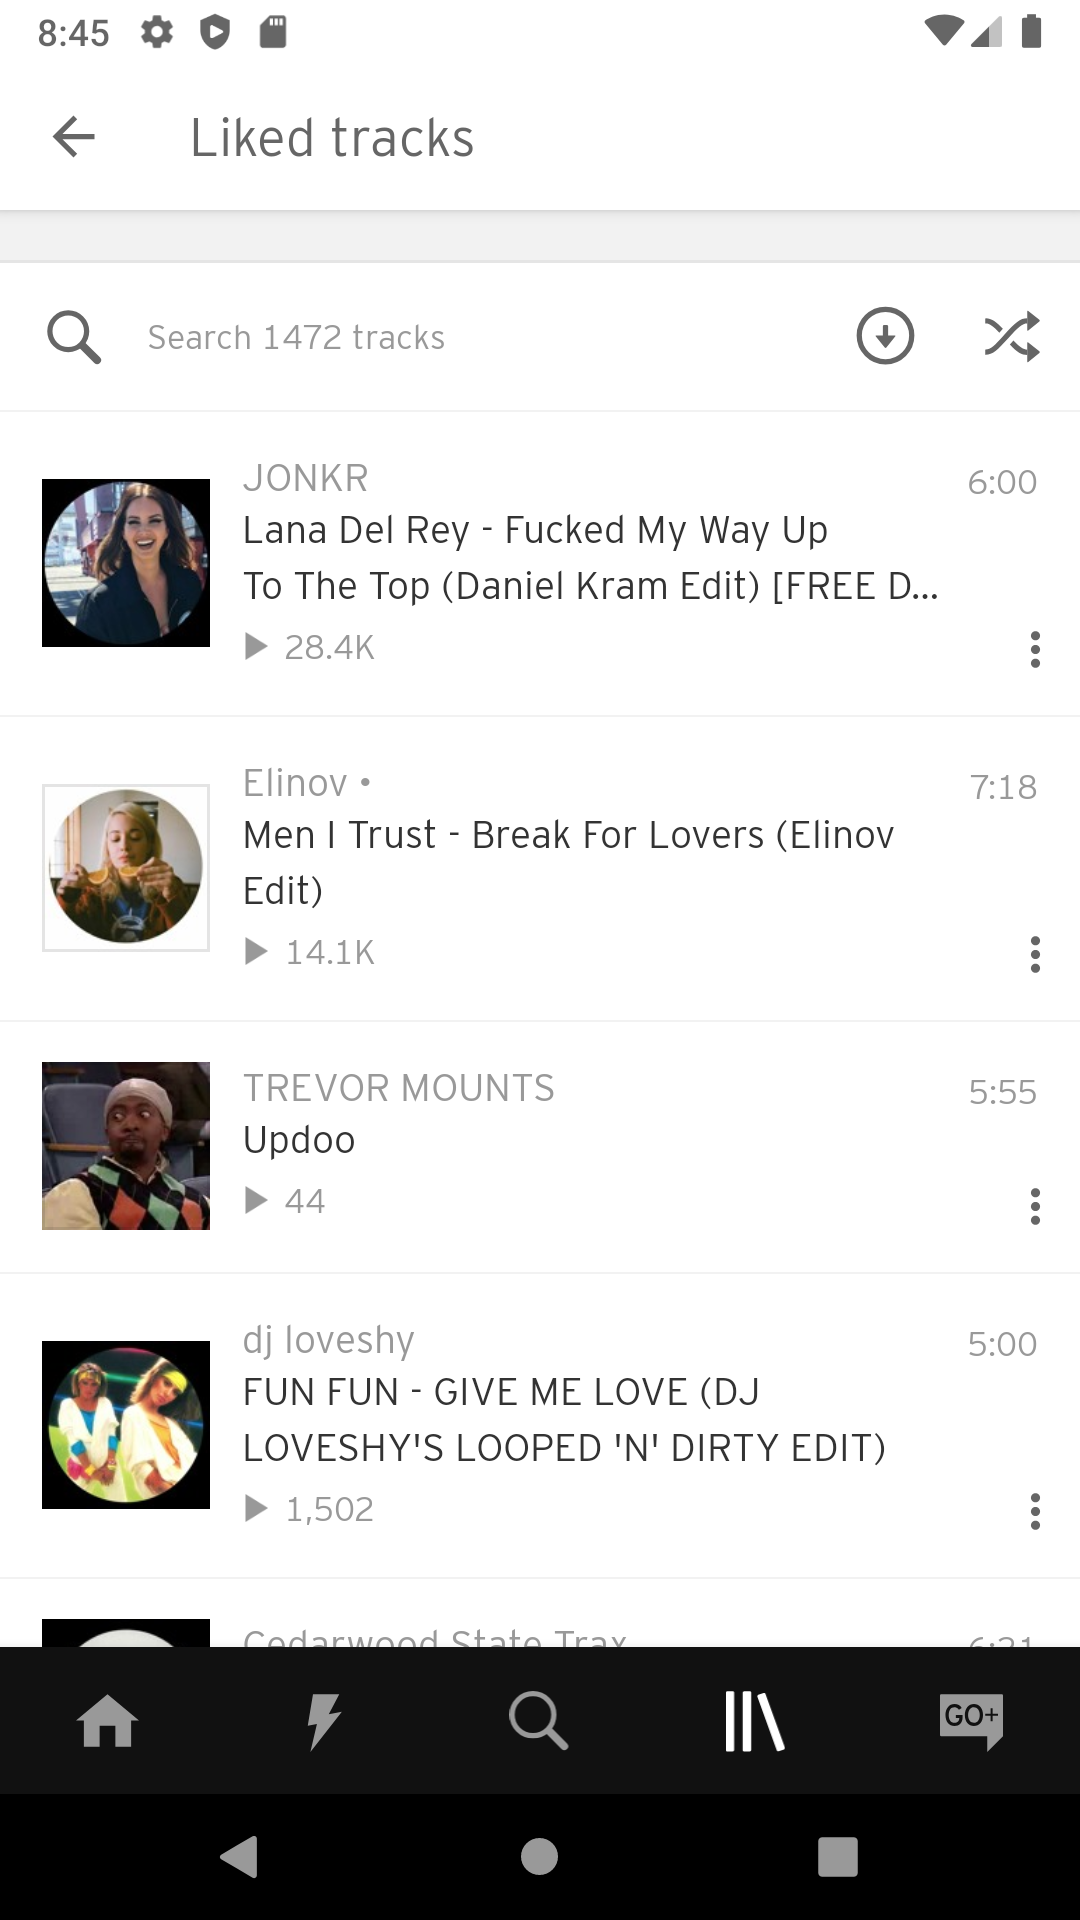 8:45
Liked tracks
Search 1472 tracks
JONKR
6:00
Lana Del Rey - Fucked My Way Up
To The Top (Daniel Kram Edit) [FREE D...
28.4K
Elinov •
7:18
Men I Trust - Break For Lovers (Elinov
Edit)
14.1K
TREVOR MOUNTS
5:55
Updoo
44
dj loveshy
5:00
FUN FUN - GIVE ME LOVE (DJ
LOVESHY'S LOOPED 'N' DIRTY EDIT)
1,502
Cedarwood State Trax
6:21
GO+